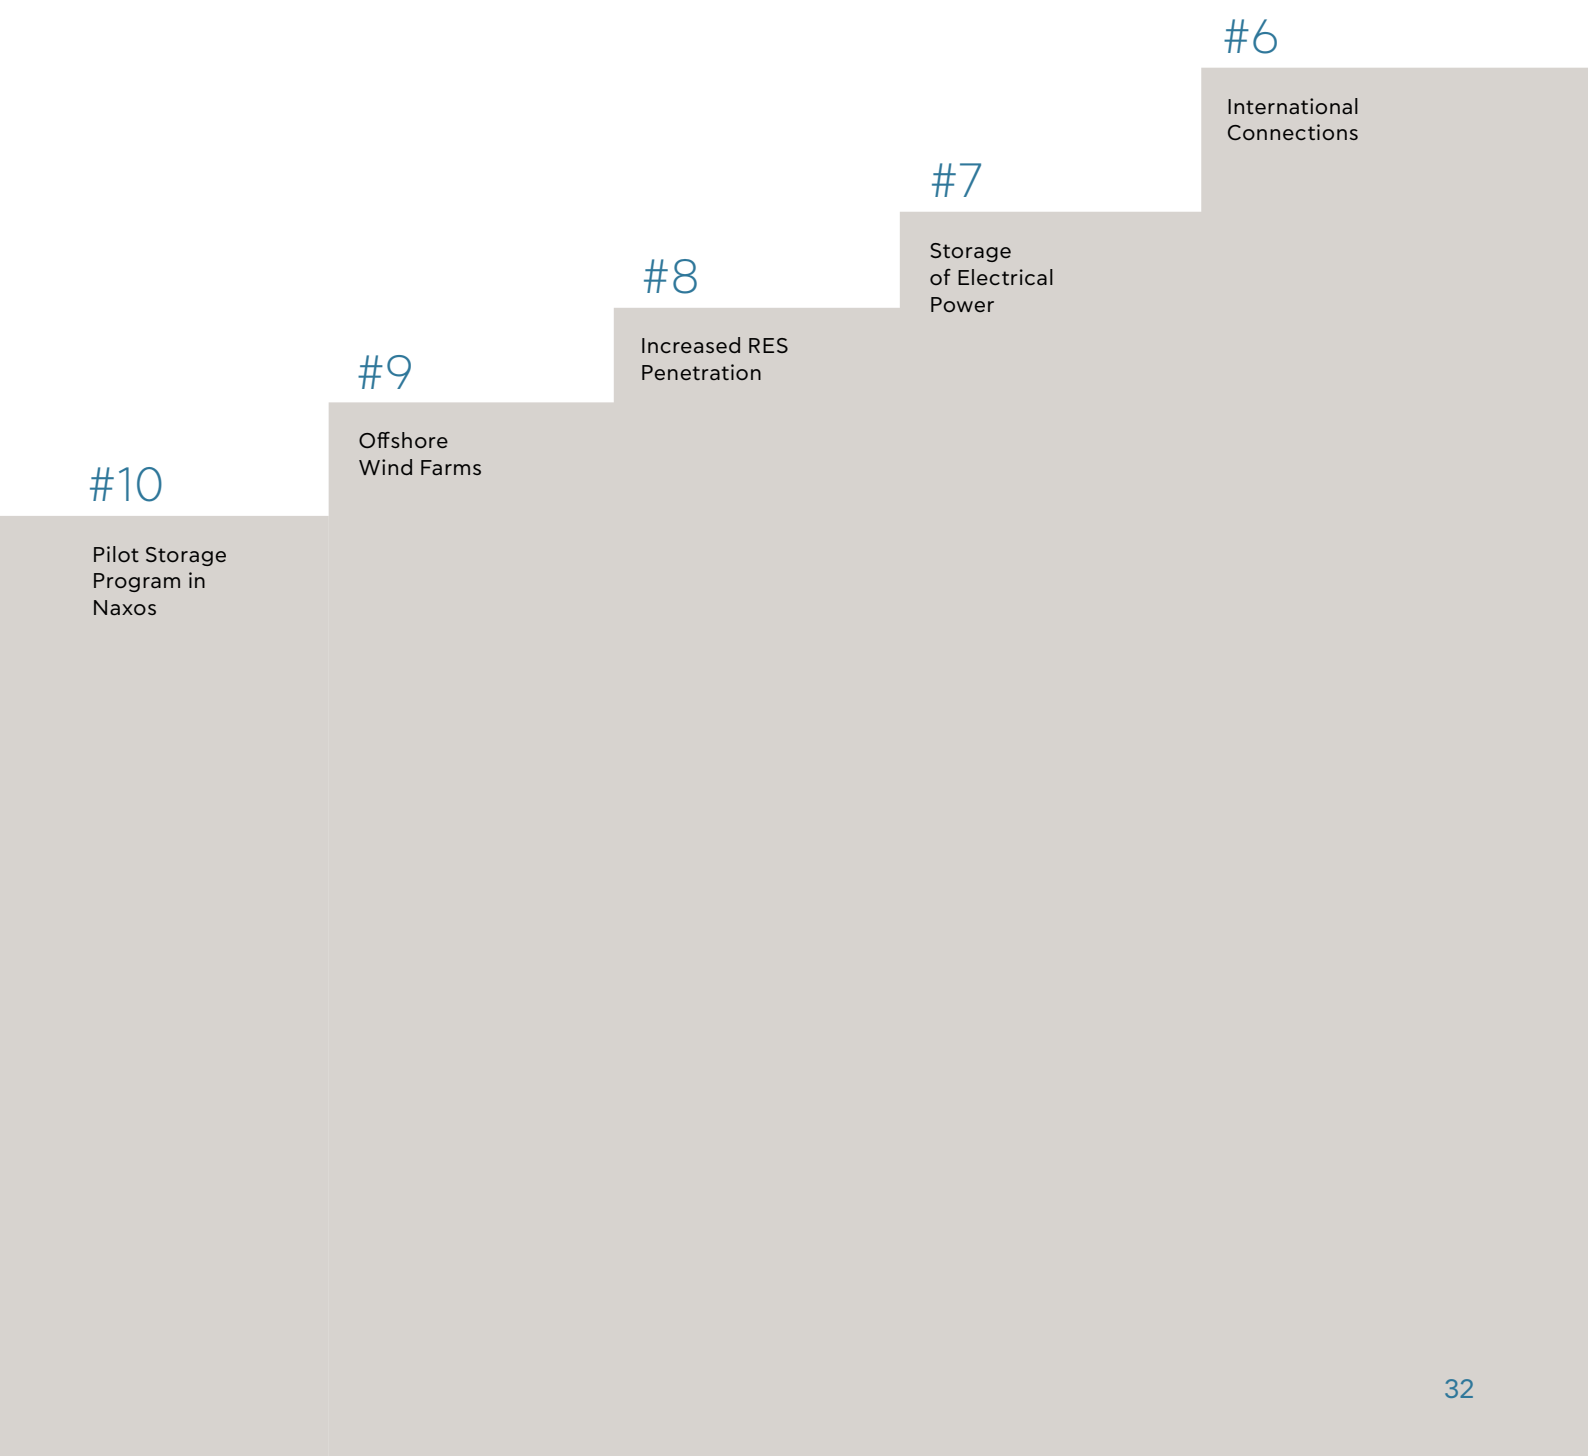 #6
International
Connections
#7
Storage
of Electrical
Power
#8
Increased RES
Penetration
#9
Offshore
Wind Farms
#10
Pilot Storage
Program in
Naxos
32